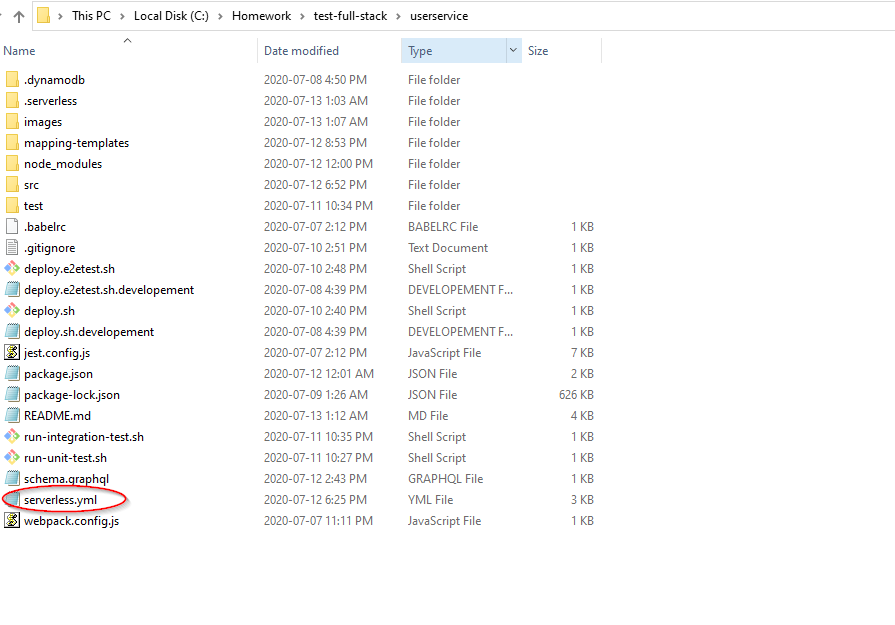 This PC > Local Disk (C:) > Homework > test-full-stack > userservice
Name Date modified Type Size
.dynamodb 2020-07-08 4:50 PM File folder
.serverless 2020-07-13 1:03 AM File folder
images 2020-07-13 1:07 AM File folder
mapping-templates 2020-07-12 8:53 PM File folder
node_modules 2020-07-12 12:00 PM File folder
src 2020-07-12 6:52 PM File folder
test 2020-07-11 10:34 PM File folder
.babelrc 2020-07-07 2:12 PM BABELRC File 1 KB
.gitignore 2020-07-10 2:51 PM Text Document 1 KB
deploy.e2etest.sh 2020-07-10 2:48 PM Shell Script 1 KB
deploy.e2etest.sh.developement 2020-07-08 4:39 PM DEVELOPEMENT F... 1 KB
deploy.sh 2020-07-10 2:40 PM Shell Script 1 KB
deploy.sh.developement 2020-07-08 4:39 PM DEVELOPEMENT F... 1 KB
jest.config.js 2020-07-07 2:12 PM JavaScript File 7 KB
package.json 2020-07-12 12:01 AM JSON File 2 KB
package-lock.json 2020-07-09 1:26 AM JSON File 626 KB
README.md 2020-07-13 1:12 AM MD File 4 KB
run-integration-test.sh 2020-07-11 10:35 PM Shell Script 1 KB
run-unit-test.sh 2020-07-11 10:27 PM Shell Script 1 KB
schema.graphql 2020-07-12 2:43 PM GRAPHQL File 1 KB
serverless.yml 2020-07-12 6:25 PM YML File 3 KB
webpack.config.js 2020-07-07 11:11 PM JavaScript File 1 KB